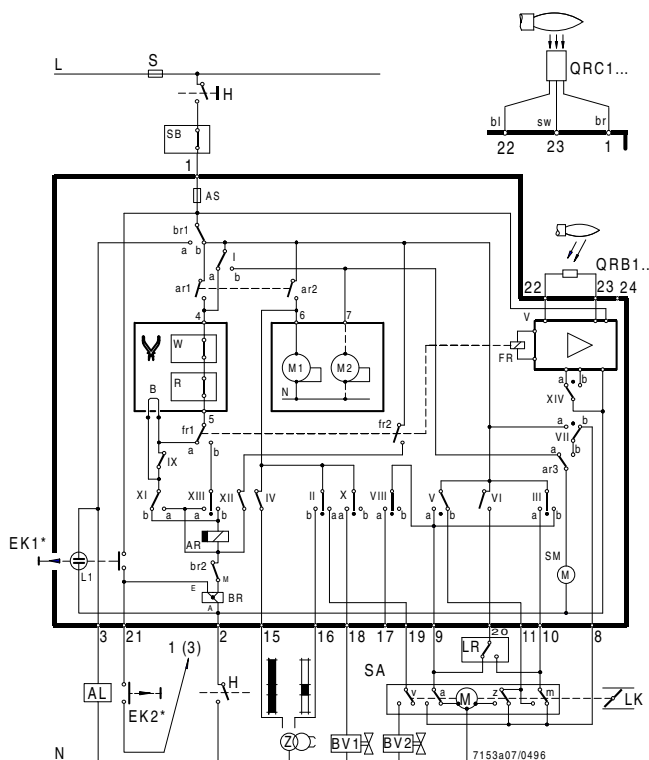 L S
H
QRC1...
SB
bl sw br
22 23 1
1
AS
br1
a b I
a b
QRB1..
22 23 24
ar1 ar2
4 6 7
V
FR
W
R
M1 M2
N
B
5
fr1
a b
fr2
a b
XIV
a b
VII
a
ar3
IX
XI XIII XII IV II X VIII V VI III
b a a b b a a b a b a b a b
AR
EK1*
L1
br2
M
E
A
BR
SM
M
3 21 2 15 16 18 17 19 9 20 11 10 8
1 (3)
LR
AL
EK2*
H
SA
v a M z m
LK
Z
BV1 BV2
N
7153a07/0496